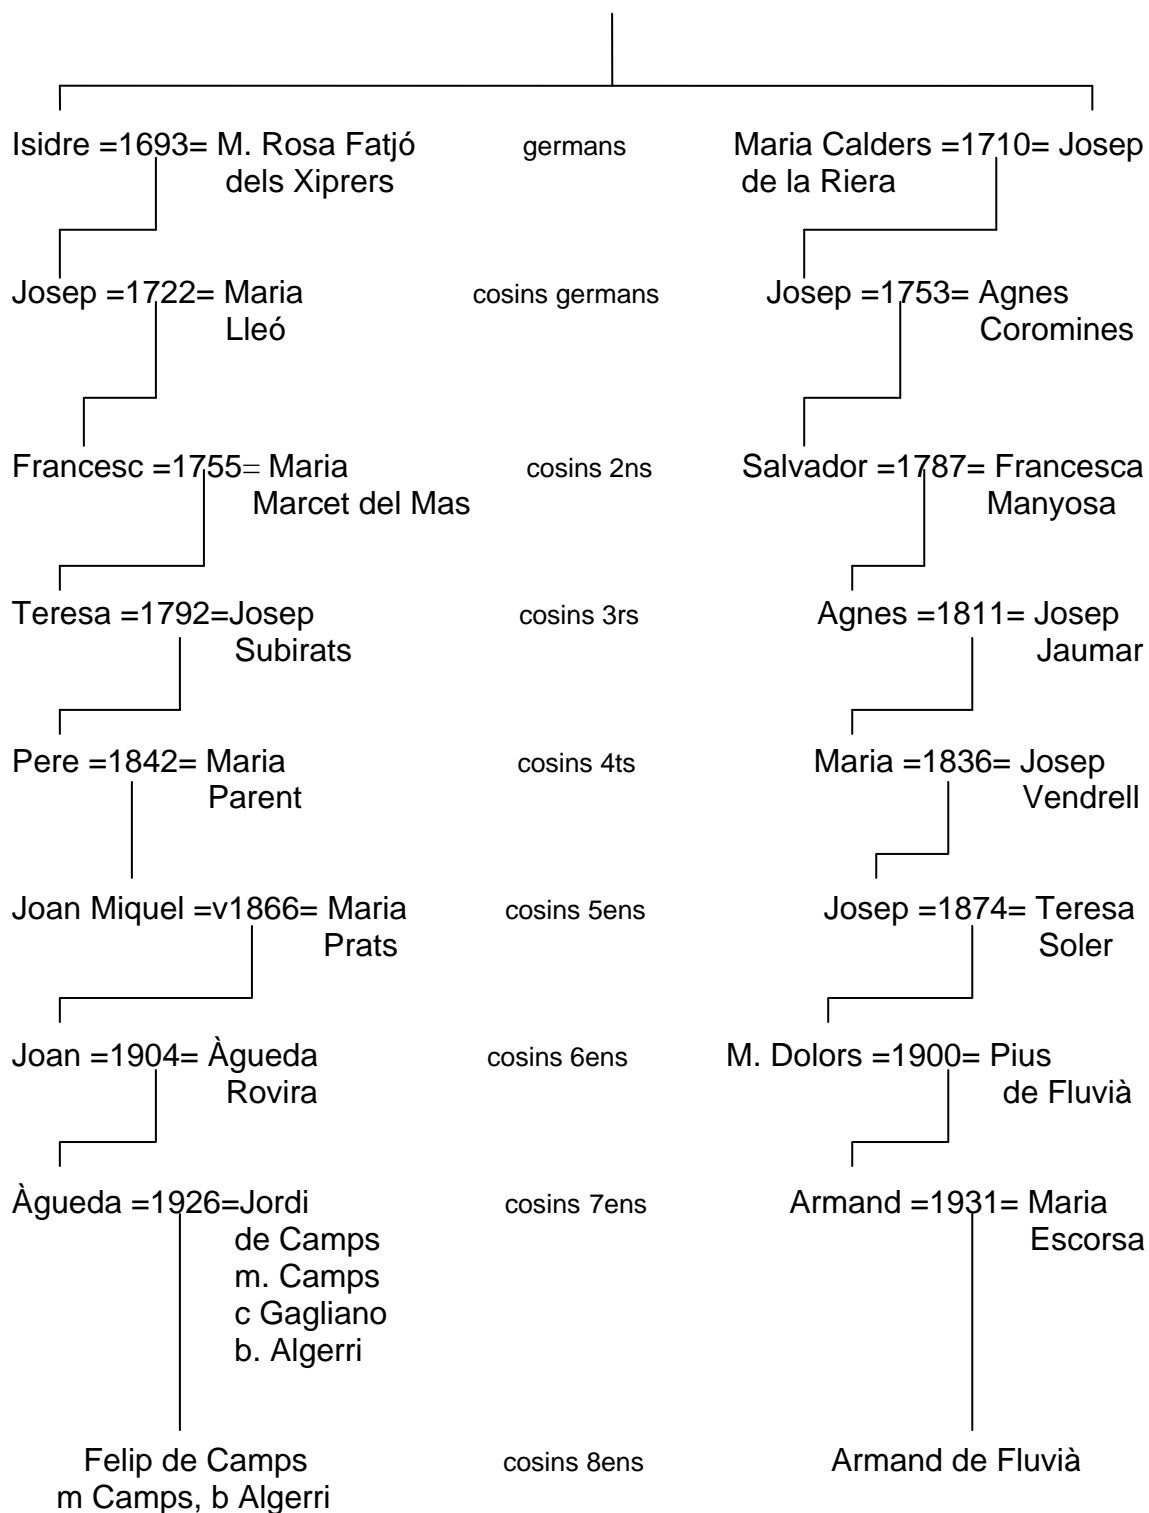 Isidre =1693= M. Rosa Fatjó germans Maria Calders =1710= Josep
dels Xiprers de la Riera
Josep =1722= Maria cosins germans Josep =1753= Agnes
Lleó Coromines
Francesc =1755= Maria cosins 2ns Salvador =1787= Francesca
Marcet del Mas Manyosa
Teresa =1792=Josep cosins 3rs Agnes =1811= Josep
Subirats Jaumar
Pere =1842= Maria cosins 4ts Maria =1836= Josep
Parent Vendrell
Joan Miquel =v1866= Maria cosins 5ens Josep =1874= Teresa
Prats Soler
Joan =1904= Àgueda cosins 6ens M. Dolors =1900= Pius
Rovira de Fluvià
Àgueda =1926=Jordi cosins 7ens Armand =1931= Maria
de Camps Escorsa
m. Camps
c Gagliano
b. Algerri
Felip de Camps cosins 8ens Armand de Fluvià
m Camps, b Algerri